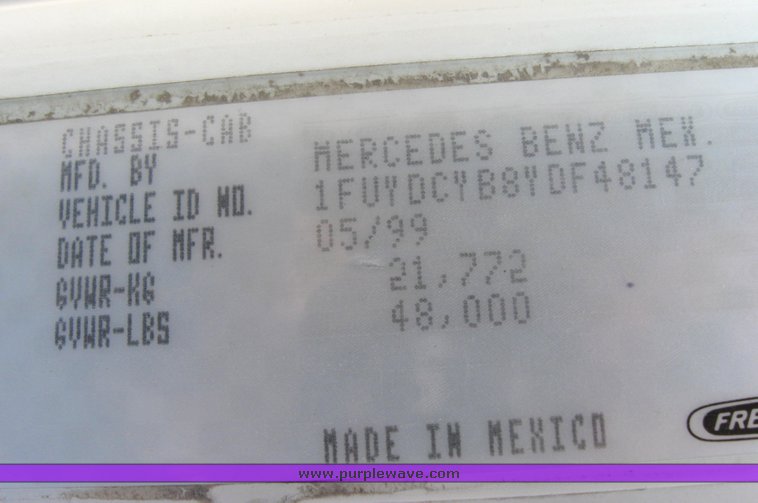 CHASSIS-CAB
MFD. BY MERCEDES BENZ MEX.
VEHICLE ID NO. 1FUYDCYB8YDF48147
DATE OF MFR. 05/99
GVWR-KG 21,772
GVWR-LBS 48,000
MADE IN MEXICO
FRE
www.purplewave.com